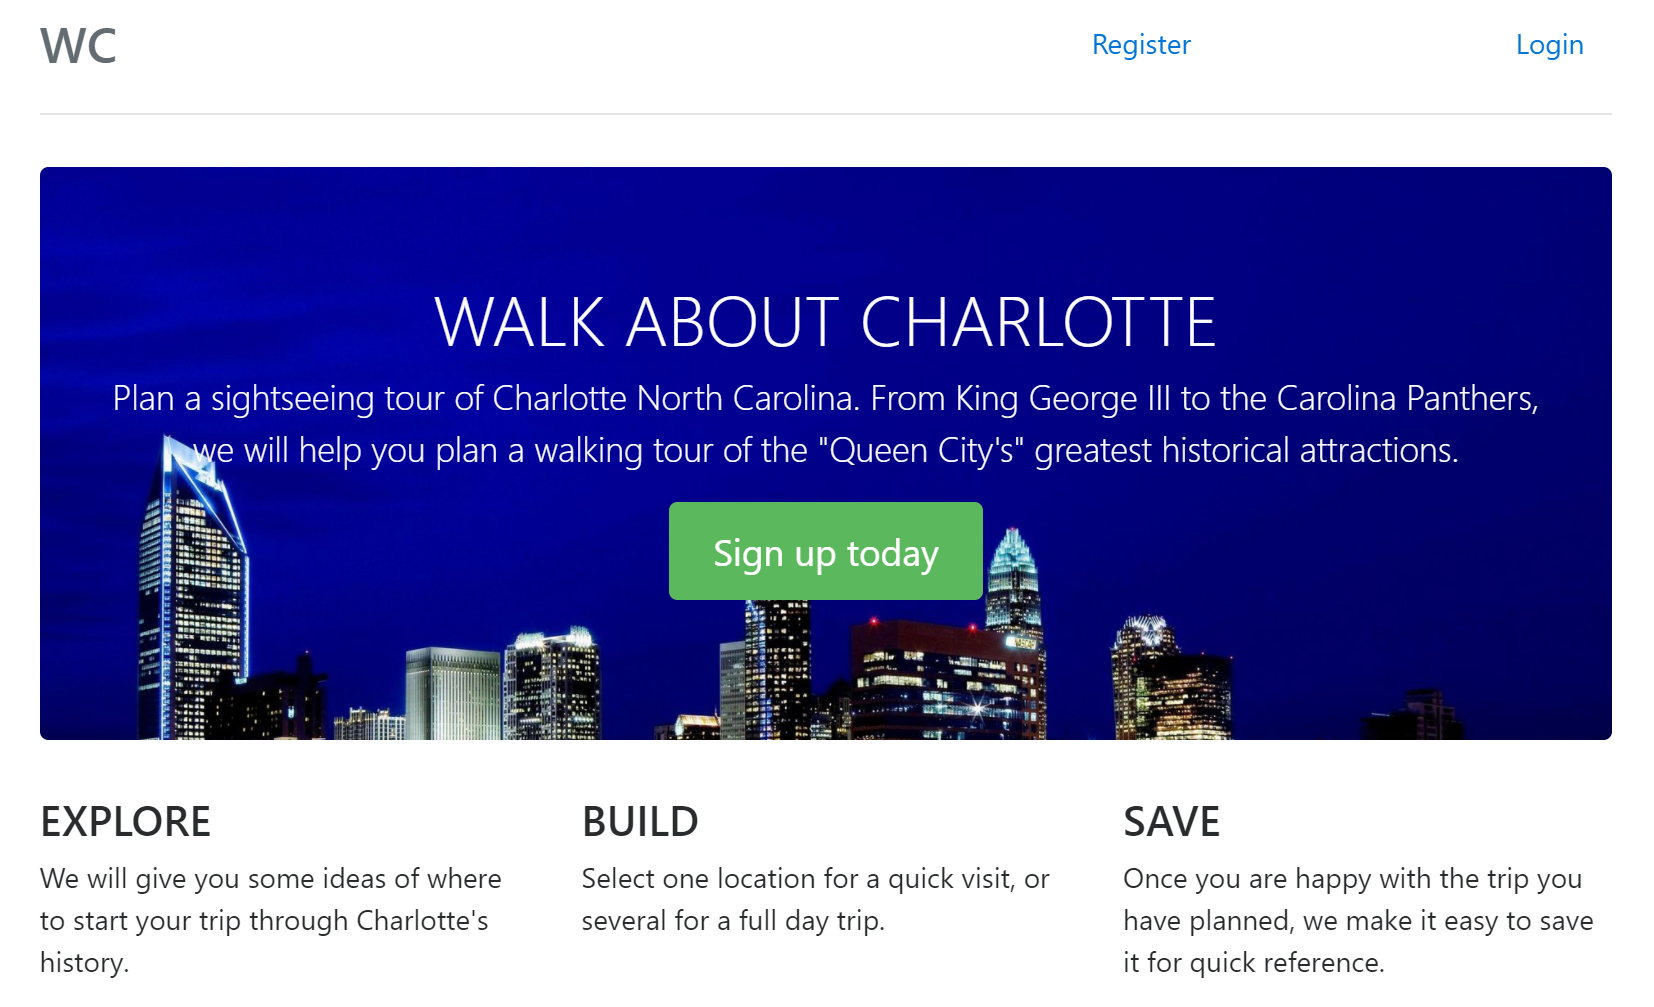 WC
Register
Login
WALK ABOUT CHARLOTTE
Plan a sightseeing tour of Charlotte North Carolina. From King George III to the Carolina Panthers,
we will help you plan a walking tour of the "Queen City's" greatest historical attractions.
Sign up today
EXPLORE
We will give you some ideas of where
to start your trip through Charlotte's
history.
BUILD
Select one location for a quick visit, or
several for a full day trip.
SAVE
Once you are happy with the trip you
have planned, we make it easy to save
it for quick reference.